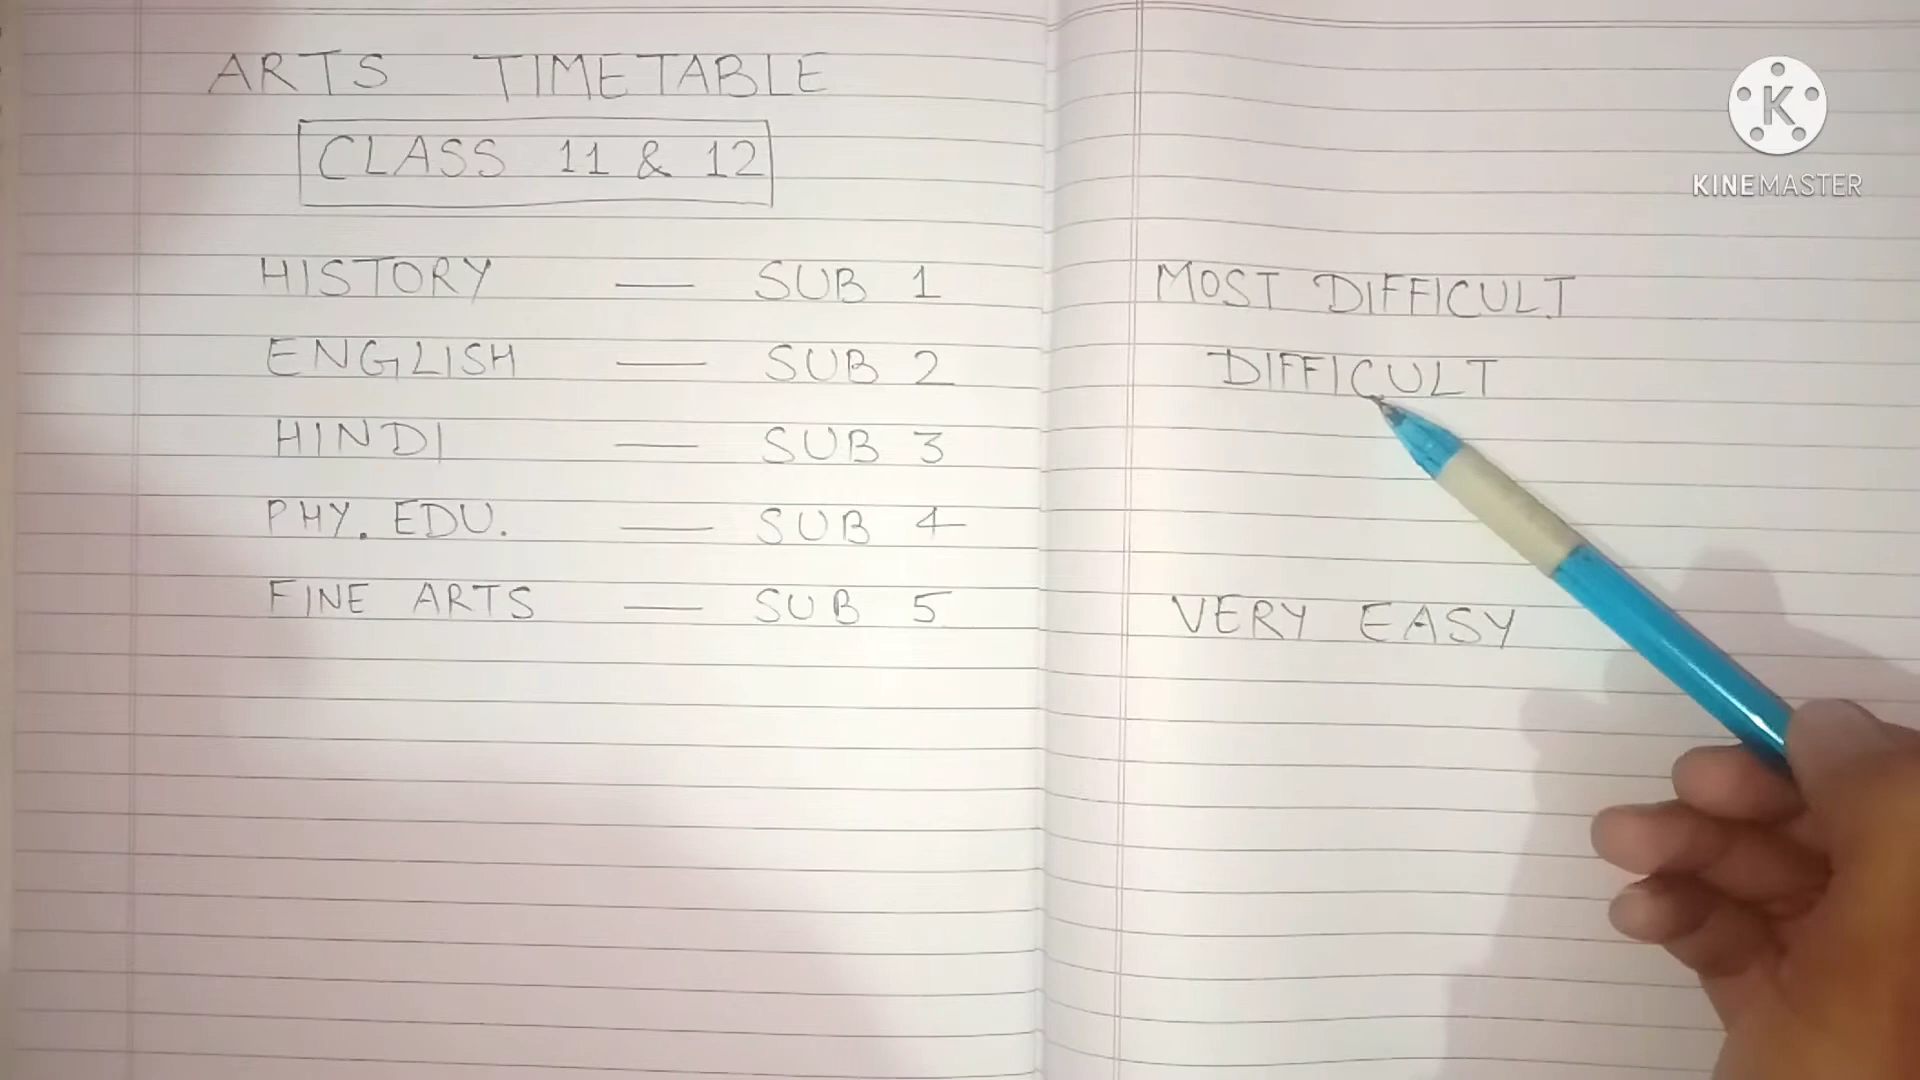 ARTS TIMETABLE
CLASS 11 & 12
HISTORY — SUB 1 MOST DIFFICULT
ENGLISH — SUB 2 DIFFICULT
HINDI — SUB 3
PHY. EDU. — SUB 4
FINE ARTS — SUB 5 VERY EASY
K
KINEMASTER